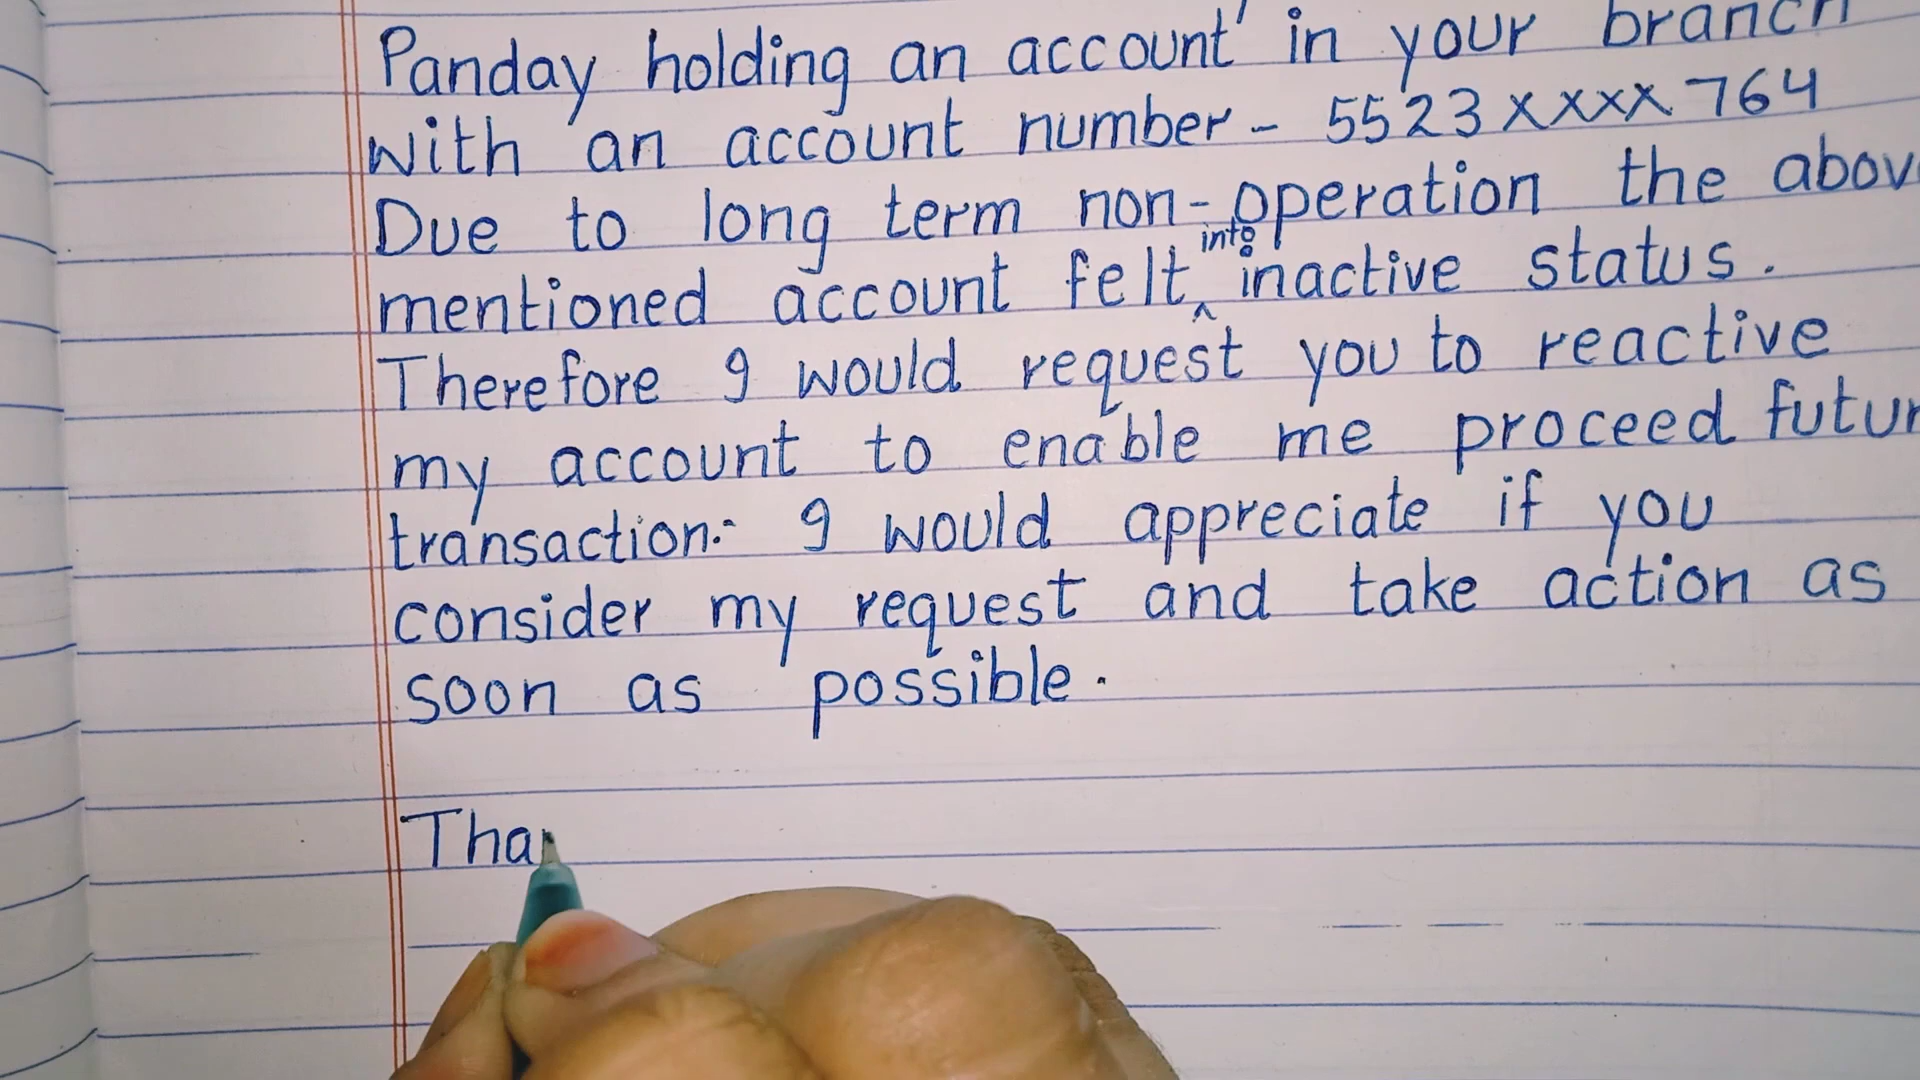 Panday holding an account in your branch
with an account number - 5523xxxx764
Due to long term non-operation the above
mentioned account felt into inactive status.
Therefore I would request you to reactive
my account to enable me proceed futur
transaction. I would appreciate if you
consider my request and take action as
soon as possible.
Than